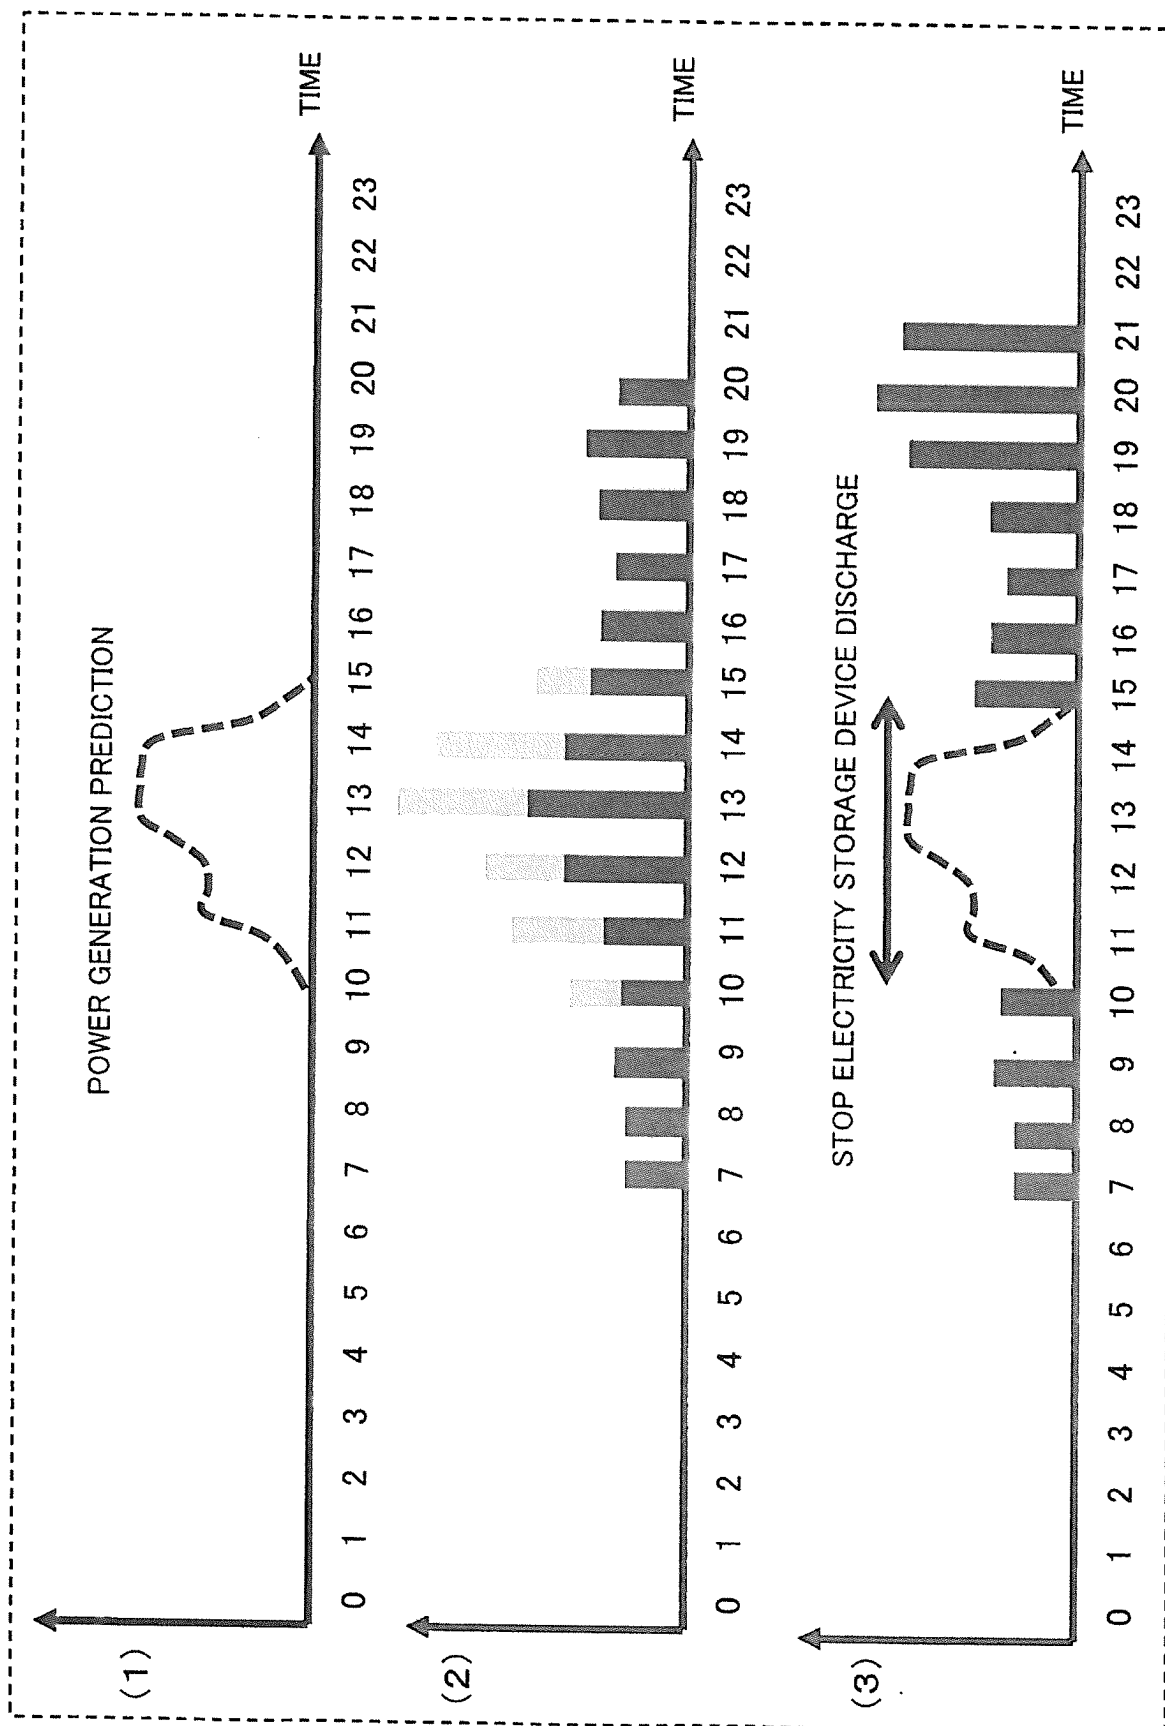 (1)
POWER GENERATION PREDICTION
0 1 2 3 4 5 6 7 8 9 10 11 12 13 14 15 16 17 18 19 20 21 22 23
TIME
(2)
0 1 2 3 4 5 6 7 8 9 10 11 12 13 14 15 16 17 18 19 20 21 22 23
TIME
(3)
STOP ELECTRICITY STORAGE DEVICE DISCHARGE
0 1 2 3 4 5 6 7 8 9 10 11 12 13 14 15 16 17 18 19 20 21 22 23
TIME